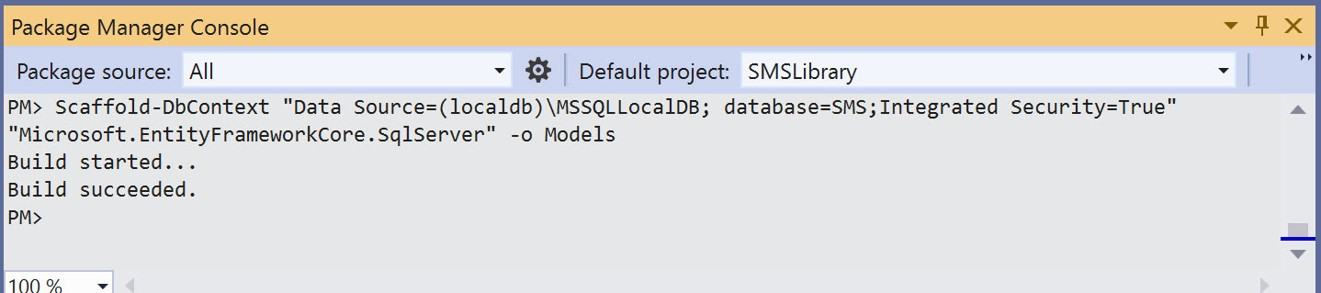 Package Manager Console
Package source: All Default project: SMSLibrary
PM> Scaffold-DbContext "Data Source=(localdb)\MSSQLLocalDB; database=SMS;Integrated Security=True"
"Microsoft.EntityFrameworkCore.SqlServer" -o Models
Build started...
Build succeeded.
PM>
100 %